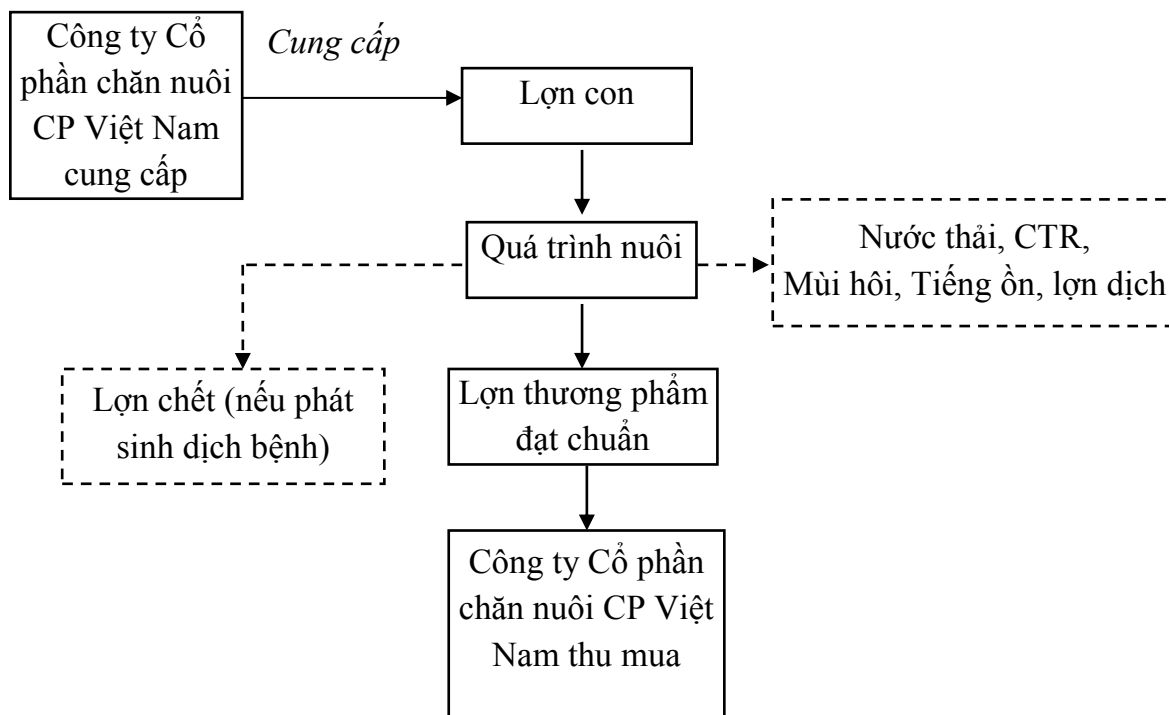 Công ty Cổ
phần chăn nuôi
CP Việt Nam
cung cấp
Cung cấp
Lợn con
Quá trình nuôi
Nước thải, CTR,
Mùi hôi, Tiếng ồn, lợn dịch
Lợn chết (nếu phát
sinh dịch bệnh)
Lợn thương phẩm
đạt chuẩn
Công ty Cổ phần
chăn nuôi CP Việt
Nam thu mua